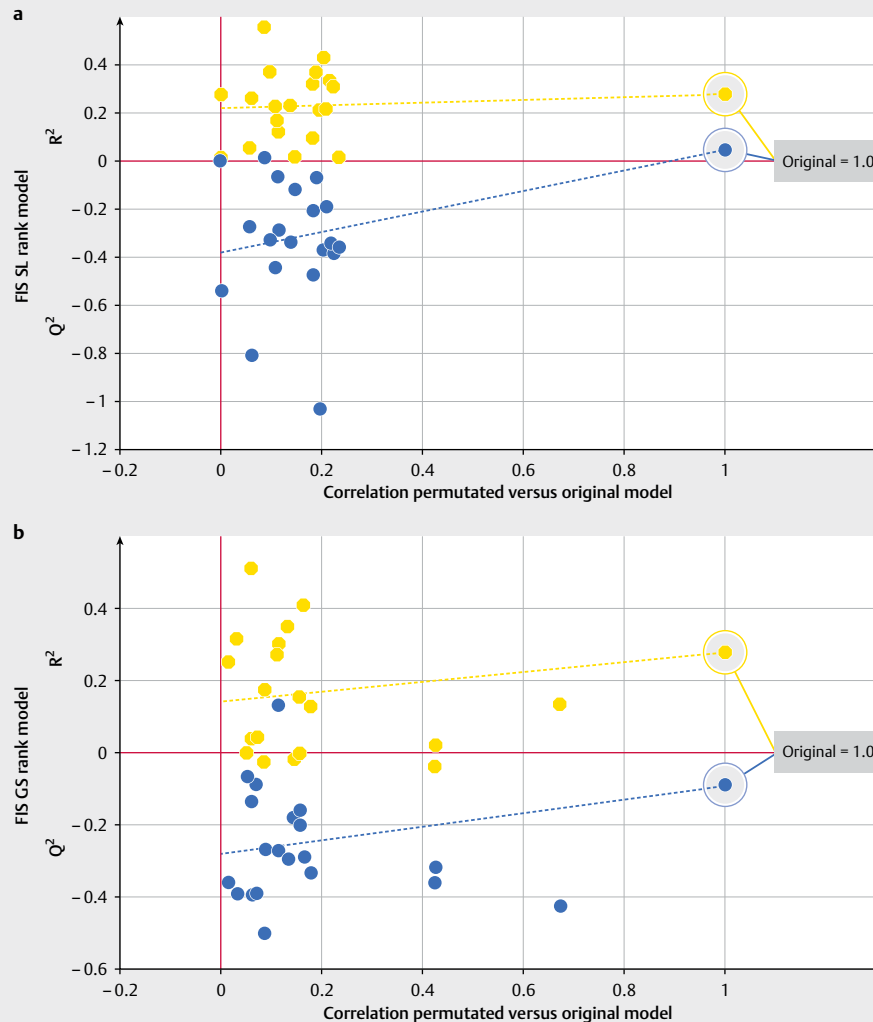 a
0.4
0.2
0
– 0.2
– 0.4
– 0.6
– 0.8
– 1
– 1.2
R²
Q²
FIS SL rank model
Original = 1.0
– 0.2 0 0.2 0.4 0.6 0.8 1
Correlation permutated versus original model
b
0.4
0.2
0
– 0.2
– 0.4
– 0.6
R²
Q²
FIS GS rank model
Original = 1.0
– 0.2 0 0.2 0.4 0.6 0.8 1
Correlation permutated versus original model